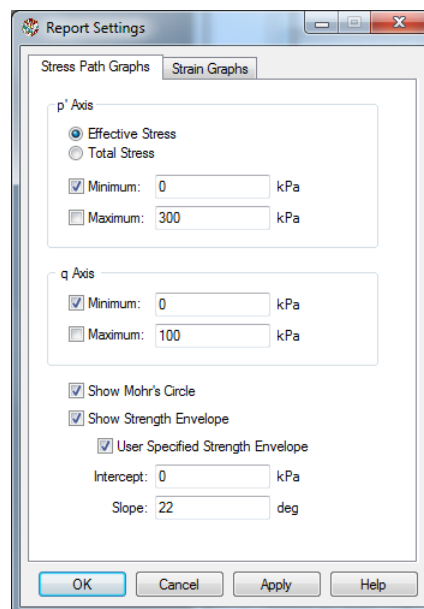 Report Settings
Stress Path Graphs Strain Graphs
p' Axis
Effective Stress
Total Stress
Minimum: 0 kPa
Maximum: 300 kPa
q Axis
Minimum: 0 kPa
Maximum: 100 kPa
Show Mohr's Circle
Show Strength Envelope
User Specified Strength Envelope
Intercept: 0 kPa
Slope: 22 deg
OK Cancel Apply Help